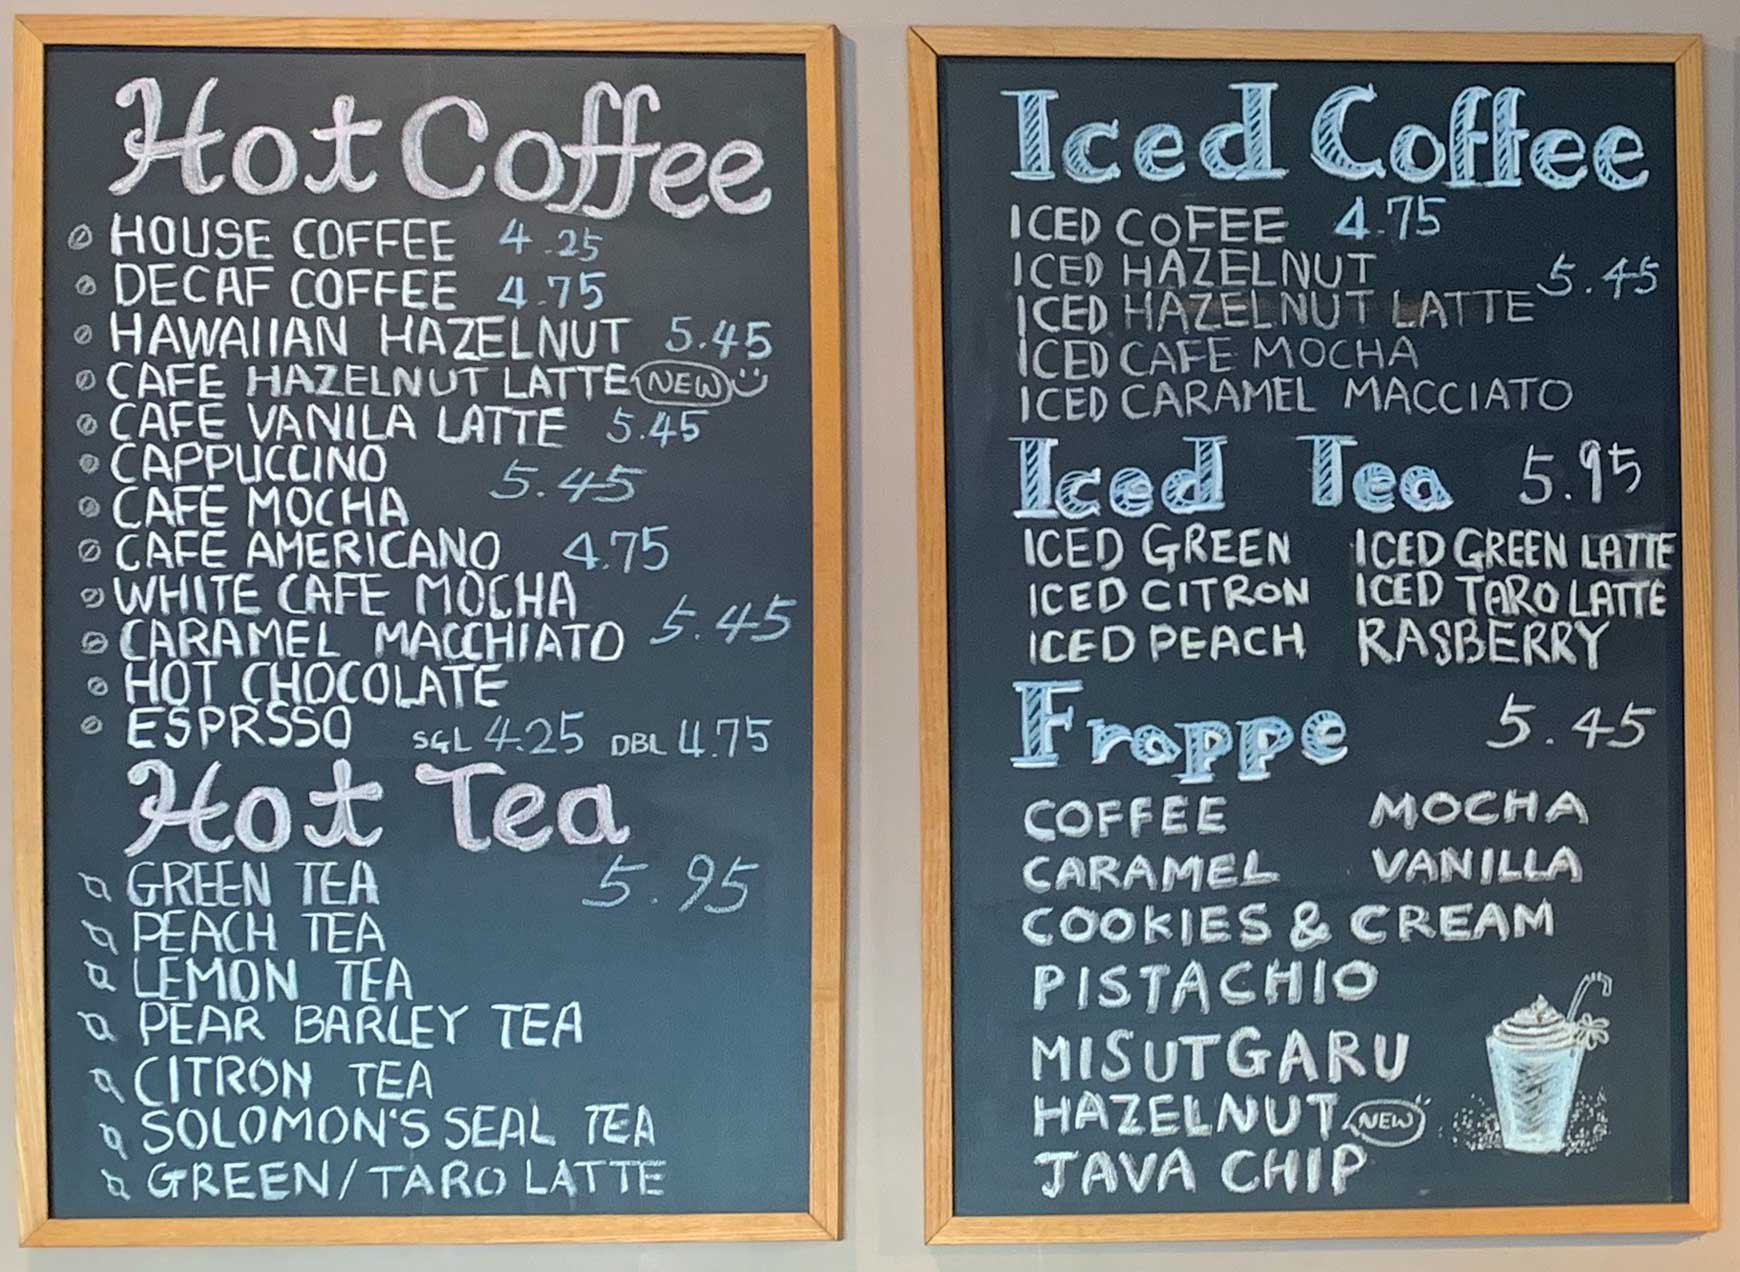 Hot Coffee
HOUSE COFFEE 4.25
DECAF COFFEE 4.75
HAWAIIAN HAZELNUT 5.45
CAFE HAZELNUT LATTE NEW
CAFE VANILA LATTE 5.45
CAPPUCCINO
5.45
CAFE MOCHA
CAFE AMERICANO 4.75
WHITE CAFE MOCHA
5.45
CARAMEL MACCHIATO
HOT CHOCOLATE
ESPRSSO SGL 4.25 DBL 4.75
Hot Tea
GREEN TEA 5.95
PEACH TEA
LEMON TEA
PEAR BARLEY TEA
CITRON TEA
SOLOMON'S SEAL TEA
GREEN/TARO LATTE
Iced Coffee
ICED COFEE 4.75
ICED HAZELNUT 5.45
ICED HAZELNUT LATTE
ICED CAFE MOCHA
ICED CARAMEL MACCIATO
Iced Tea 5.95
ICED GREEN ICED GREEN LATTE
ICED CITRON ICED TARO LATTE
ICED PEACH RASBERRY
Frappe 5.45
COFFEE MOCHA
CARAMEL VANILLA
COOKIES & CREAM
PISTACHIO
MISUTGARU
HAZELNUT NEW
JAVA CHIP